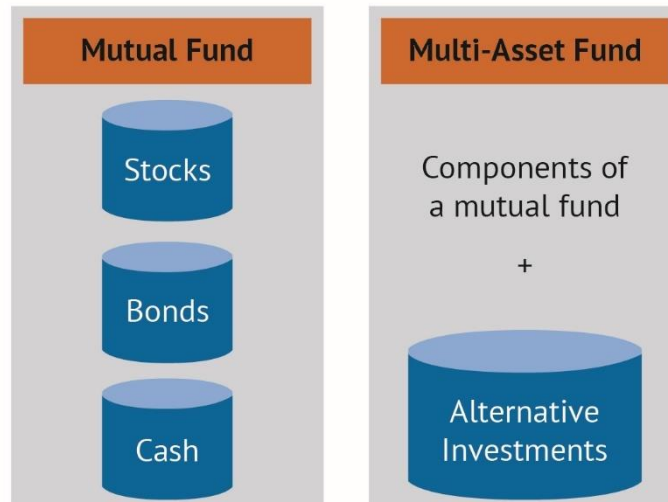 Mutual Fund
Stocks
Bonds
Cash
Multi-Asset Fund
Components of
a mutual fund
+
Alternative
Investments